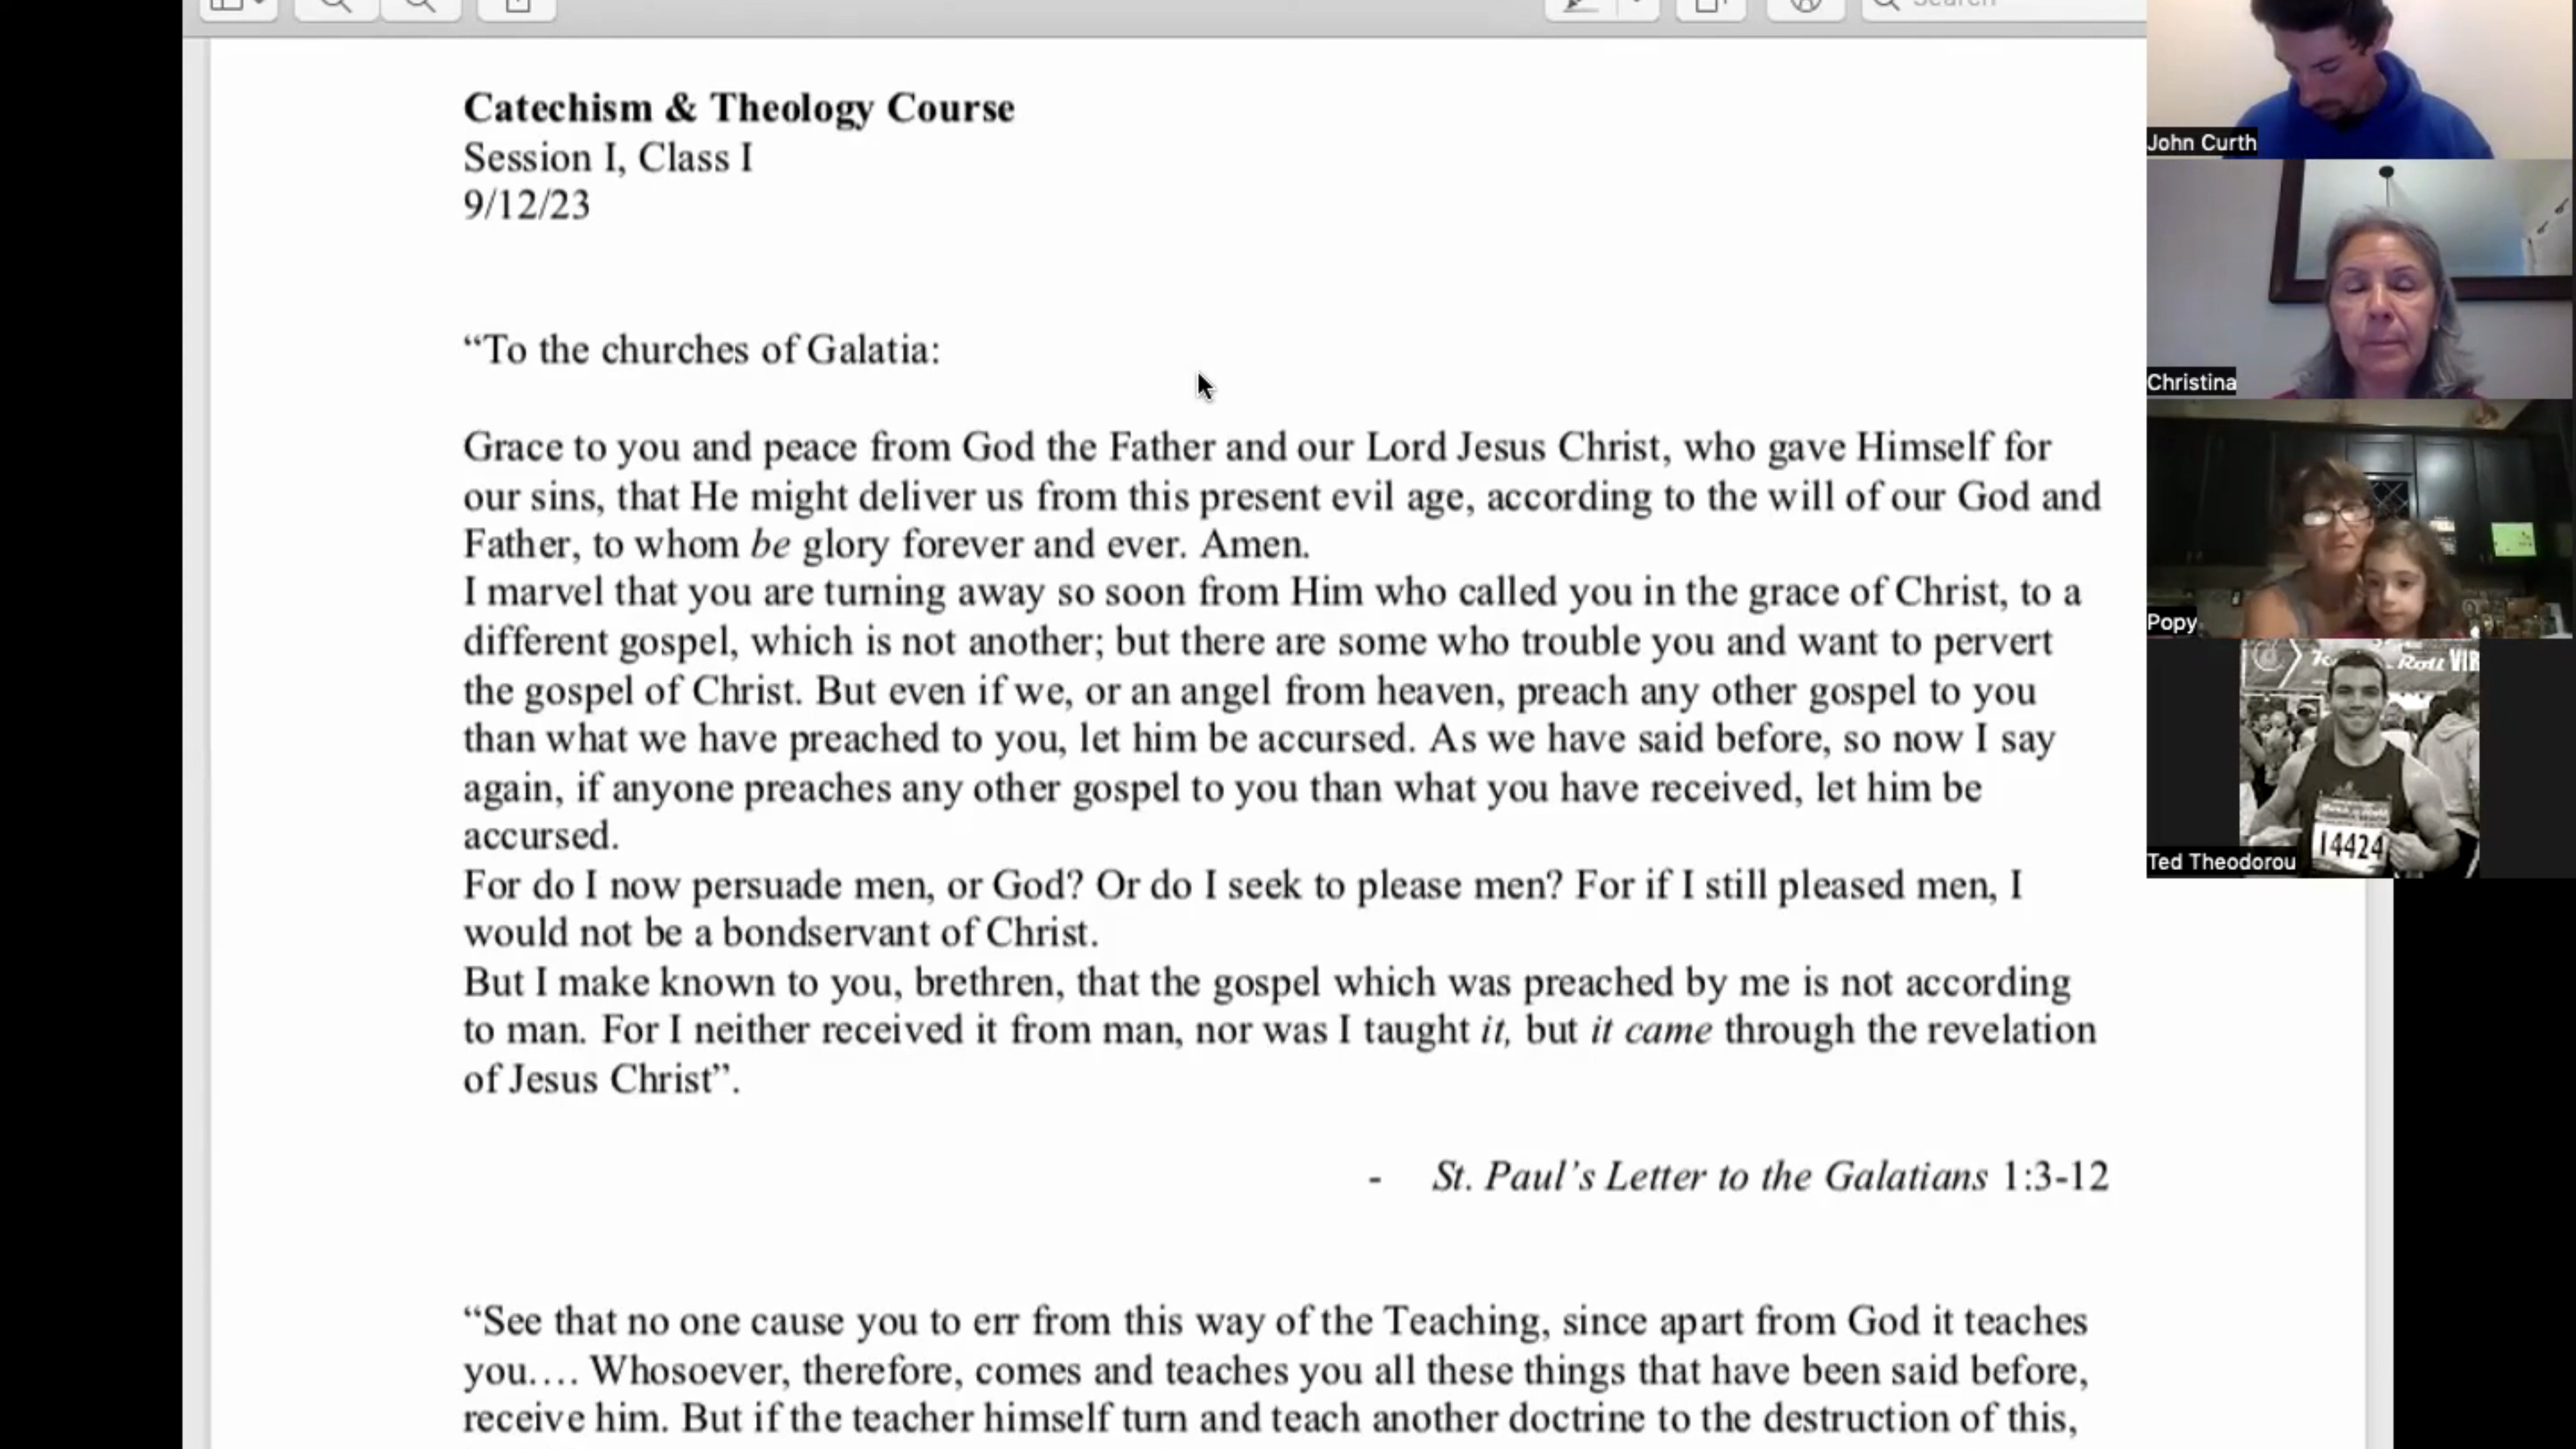 Search
Catechism & Theology Course
Session I, Class I
9/12/23
“To the churches of Galatia:
Grace to you and peace from God the Father and our Lord Jesus Christ, who gave Himself for
our sins, that He might deliver us from this present evil age, according to the will of our God and
Father, to whom be glory forever and ever. Amen.
I marvel that you are turning away so soon from Him who called you in the grace of Christ, to a
different gospel, which is not another; but there are some who trouble you and want to pervert
the gospel of Christ. But even if we, or an angel from heaven, preach any other gospel to you
than what we have preached to you, let him be accursed. As we have said before, so now I say
again, if anyone preaches any other gospel to you than what you have received, let him be
accursed.
For do I now persuade men, or God? Or do I seek to please men? For if I still pleased men, I
would not be a bondservant of Christ.
But I make known to you, brethren, that the gospel which was preached by me is not according
to man. For I neither received it from man, nor was I taught it, but it came through the revelation
of Jesus Christ”.
- St. Paul’s Letter to the Galatians 1:3-12
“See that no one cause you to err from this way of the Teaching, since apart from God it teaches
you…. Whosoever, therefore, comes and teaches you all these things that have been said before,
receive him. But if the teacher himself turn and teach another doctrine to the destruction of this,
John Curth
Christina
Popy
Roll
14424
Ted Theodorou